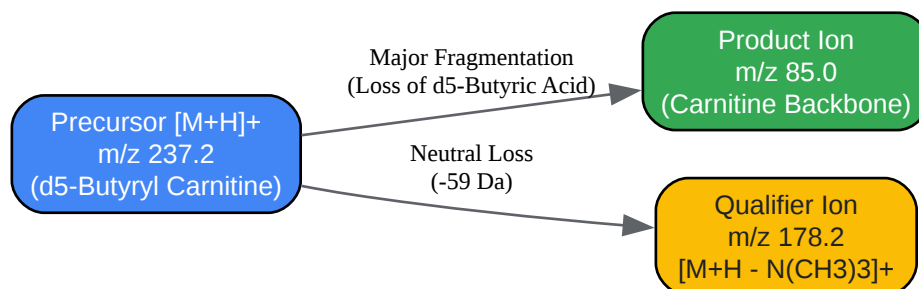 Precursor [M+H]+
m/z 237.2
(d5-Butyryl Carnitine)
Major Fragmentation
(Loss of d5-Butyric Acid)
Neutral Loss
(-59 Da)
Product Ion
m/z 85.0
(Carnitine Backbone)
Qualifier Ion
m/z 178.2
[M+H - N(CH3)3]+